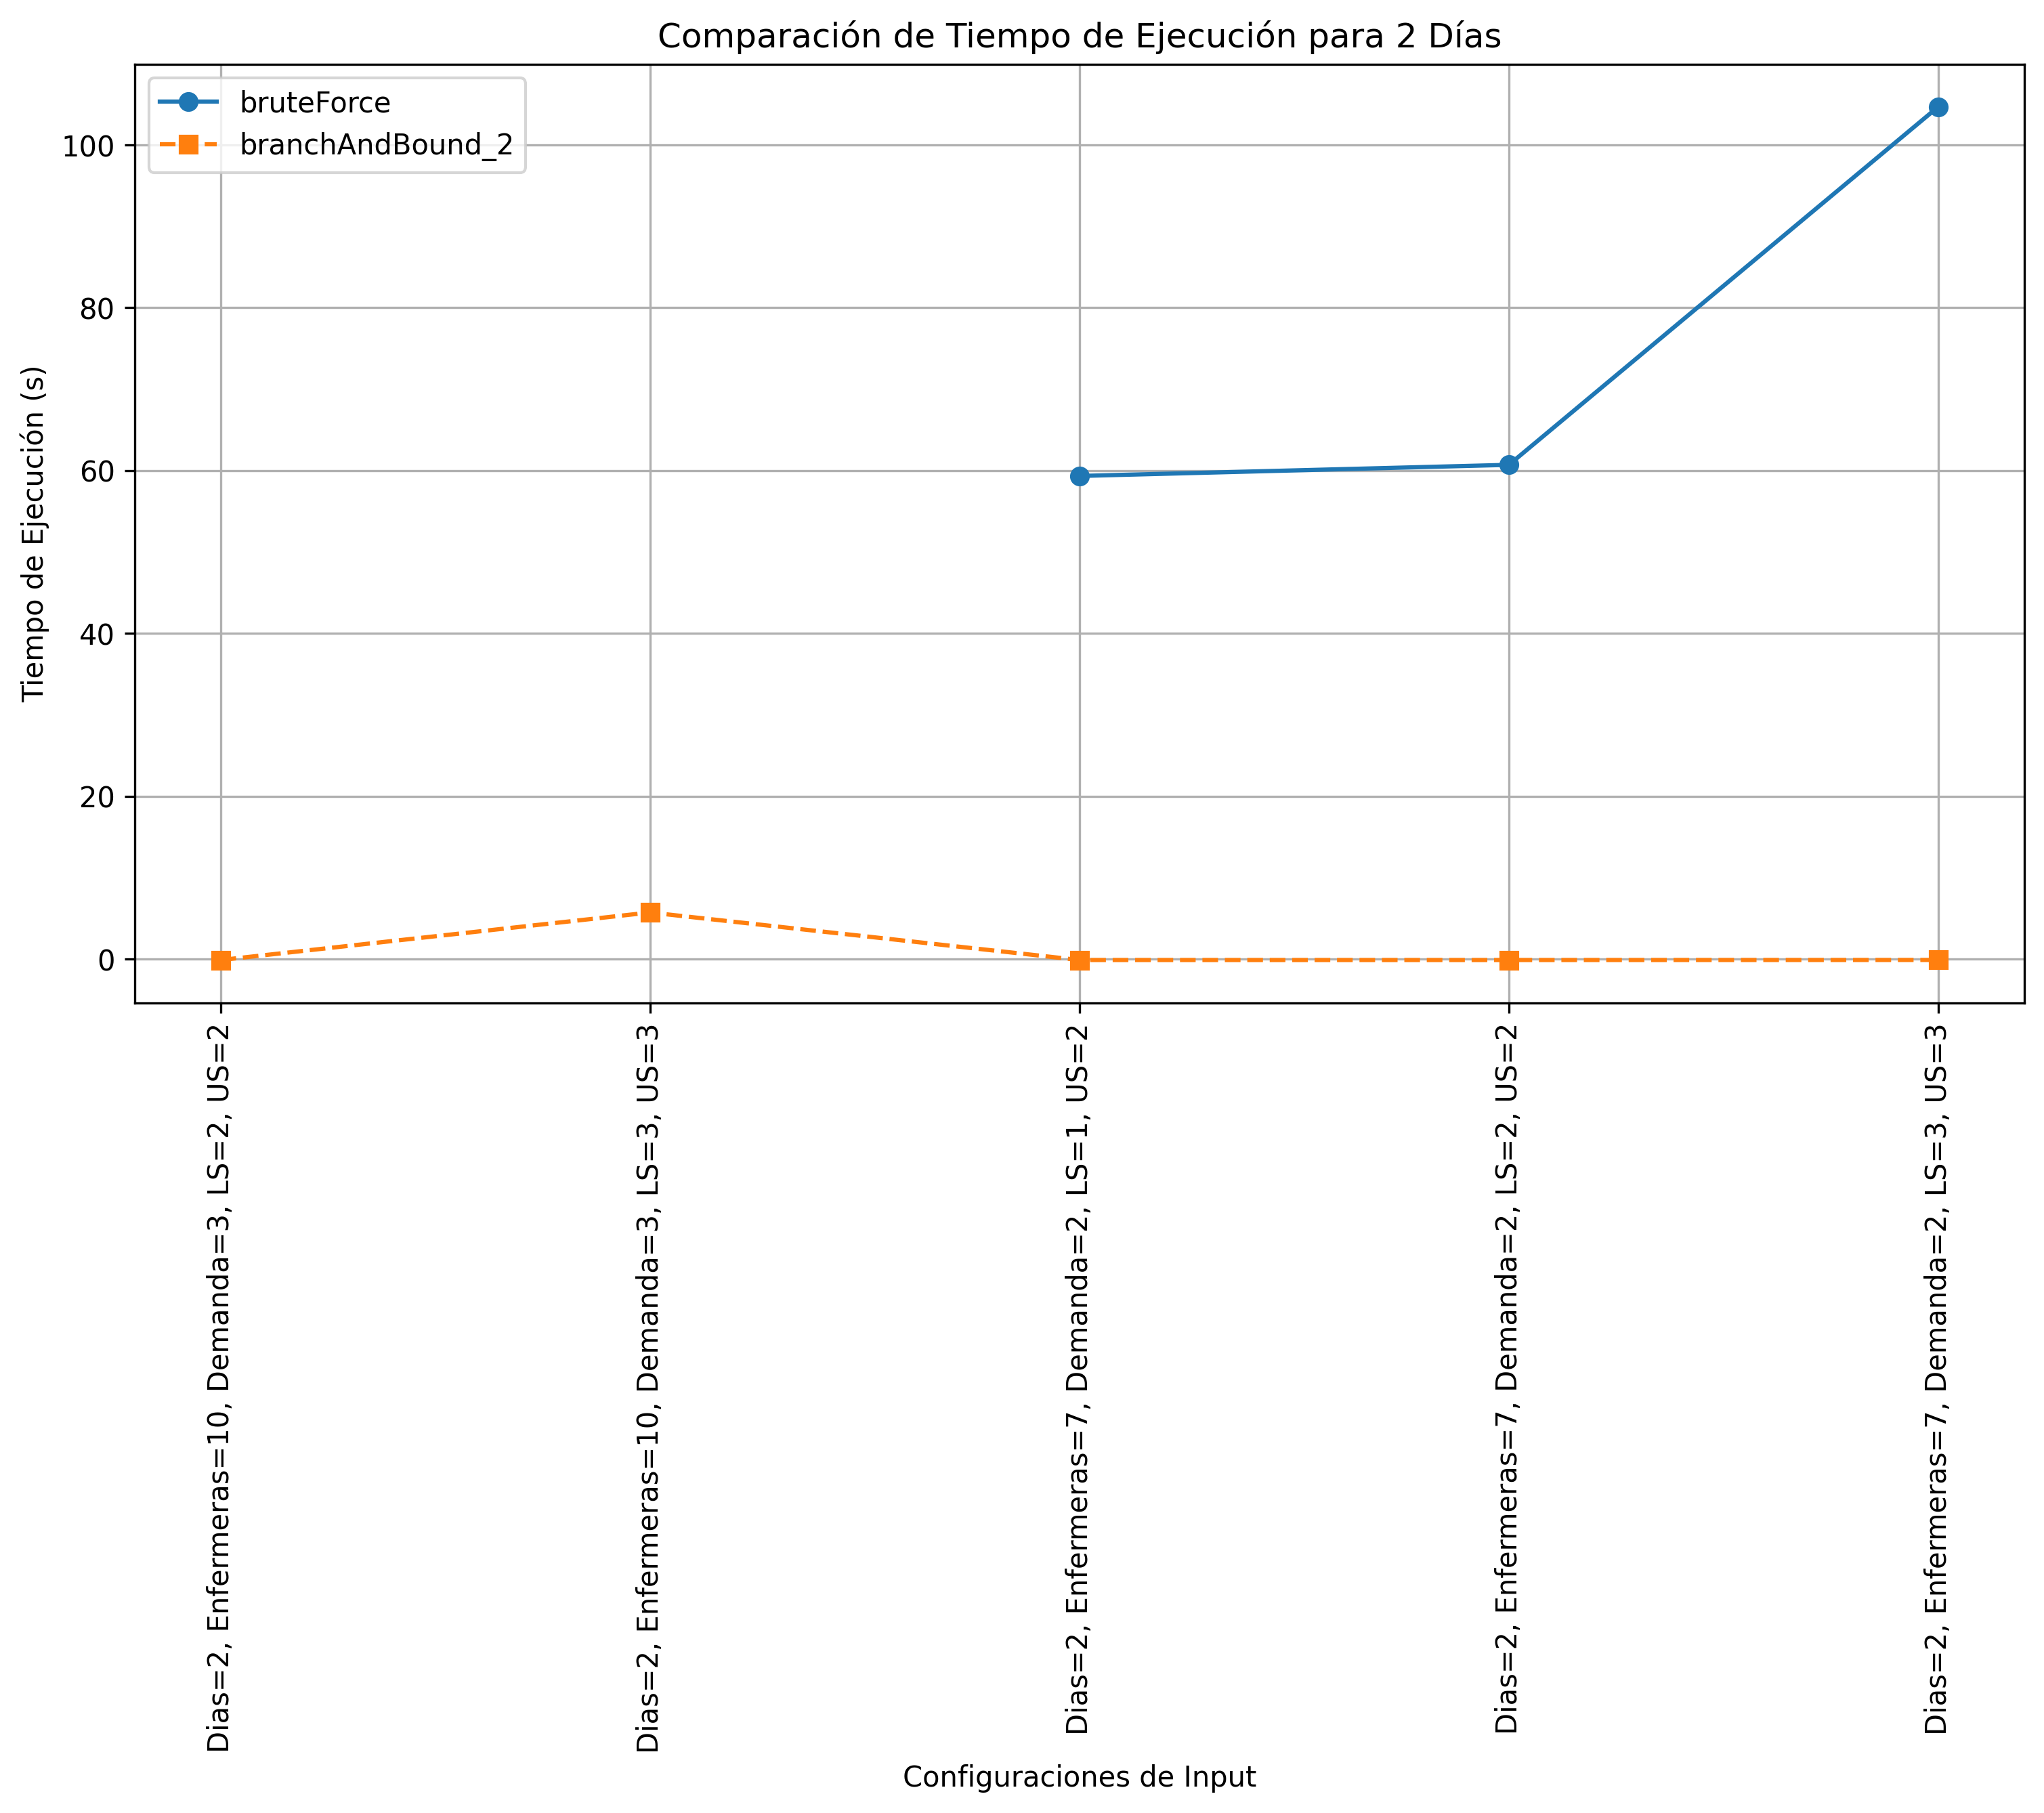 Comparación de Tiempo de Ejecución para 2 Días
bruteForce
branchAndBound_2
Tiempo de Ejecución (s)
100
80
60
40
20
0
Dias=2, Enfermeras=10, Demanda=3, LS=2, US=2
Dias=2, Enfermeras=10, Demanda=3, LS=3, US=3
Dias=2, Enfermeras=7, Demanda=2, LS=1, US=2
Dias=2, Enfermeras=7, Demanda=2, LS=2, US=2
Dias=2, Enfermeras=7, Demanda=2, LS=3, US=3
Configuraciones de Input